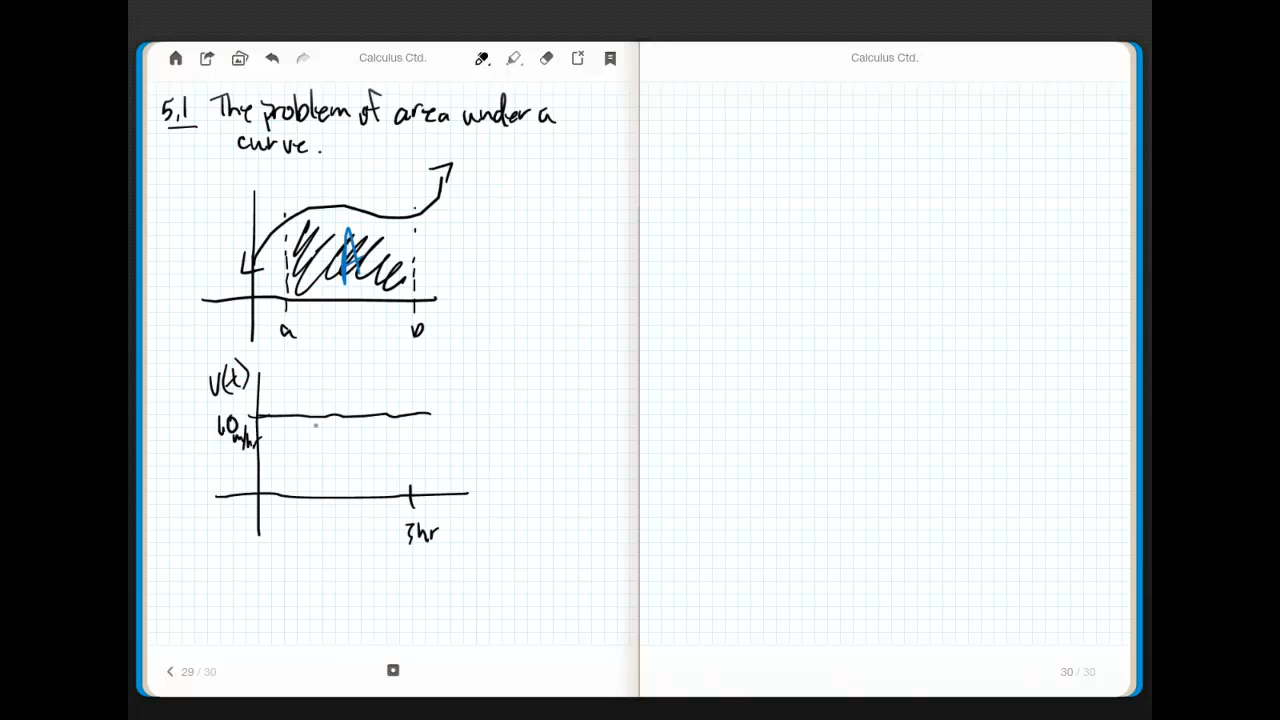 Calculus Ctd.
5.1 The problem of area under a
curve.
A
a b
v(t)
60
m/hr
3hr
29 / 30
Calculus Ctd.
30 / 30